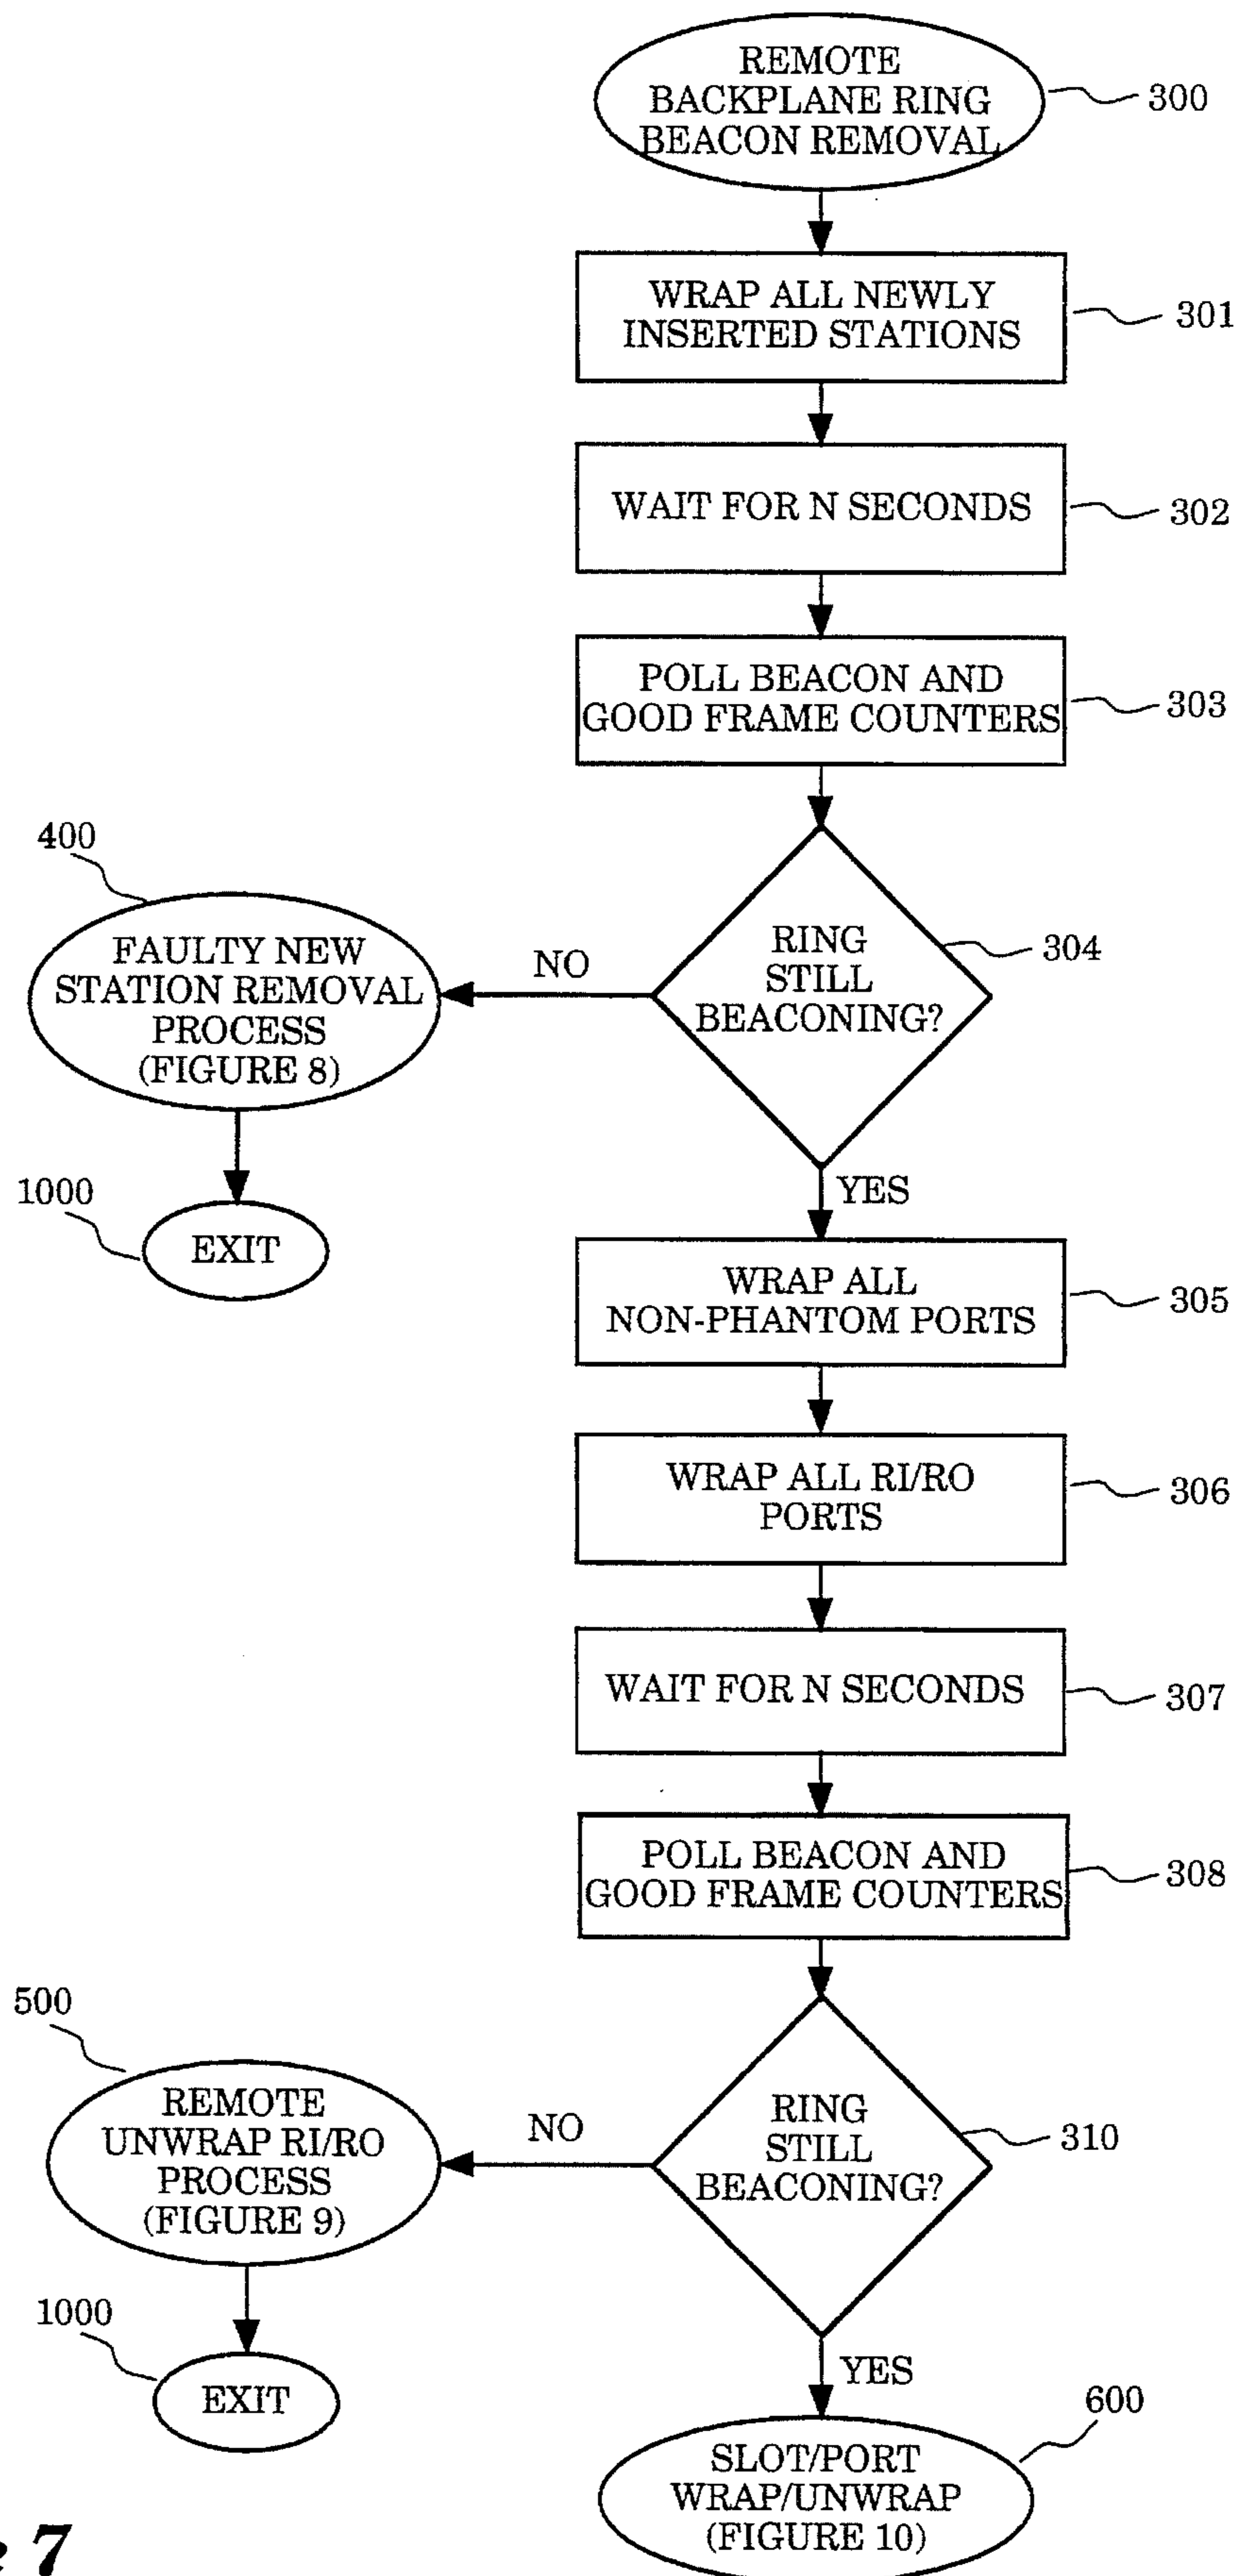 REMOTE
BACKPLANE RING
BEACON REMOVAL
300
WRAP ALL NEWLY
INSERTED STATIONS
301
WAIT FOR N SECONDS
302
POLL BEACON AND
GOOD FRAME COUNTERS
303
RING
STILL
BEACONING?
304
NO
400
FAULTY NEW
STATION REMOVAL
PROCESS
(FIGURE 8)
1000
EXIT
YES
WRAP ALL
NON-PHANTOM PORTS
305
WRAP ALL RI/RO
PORTS
306
WAIT FOR N SECONDS
307
POLL BEACON AND
GOOD FRAME COUNTERS
308
RING
STILL
BEACONING?
310
NO
500
REMOTE
UNWRAP RI/RO
PROCESS
(FIGURE 9)
1000
EXIT
YES
600
SLOT/PORT
WRAP/UNWRAP
(FIGURE 10)
7